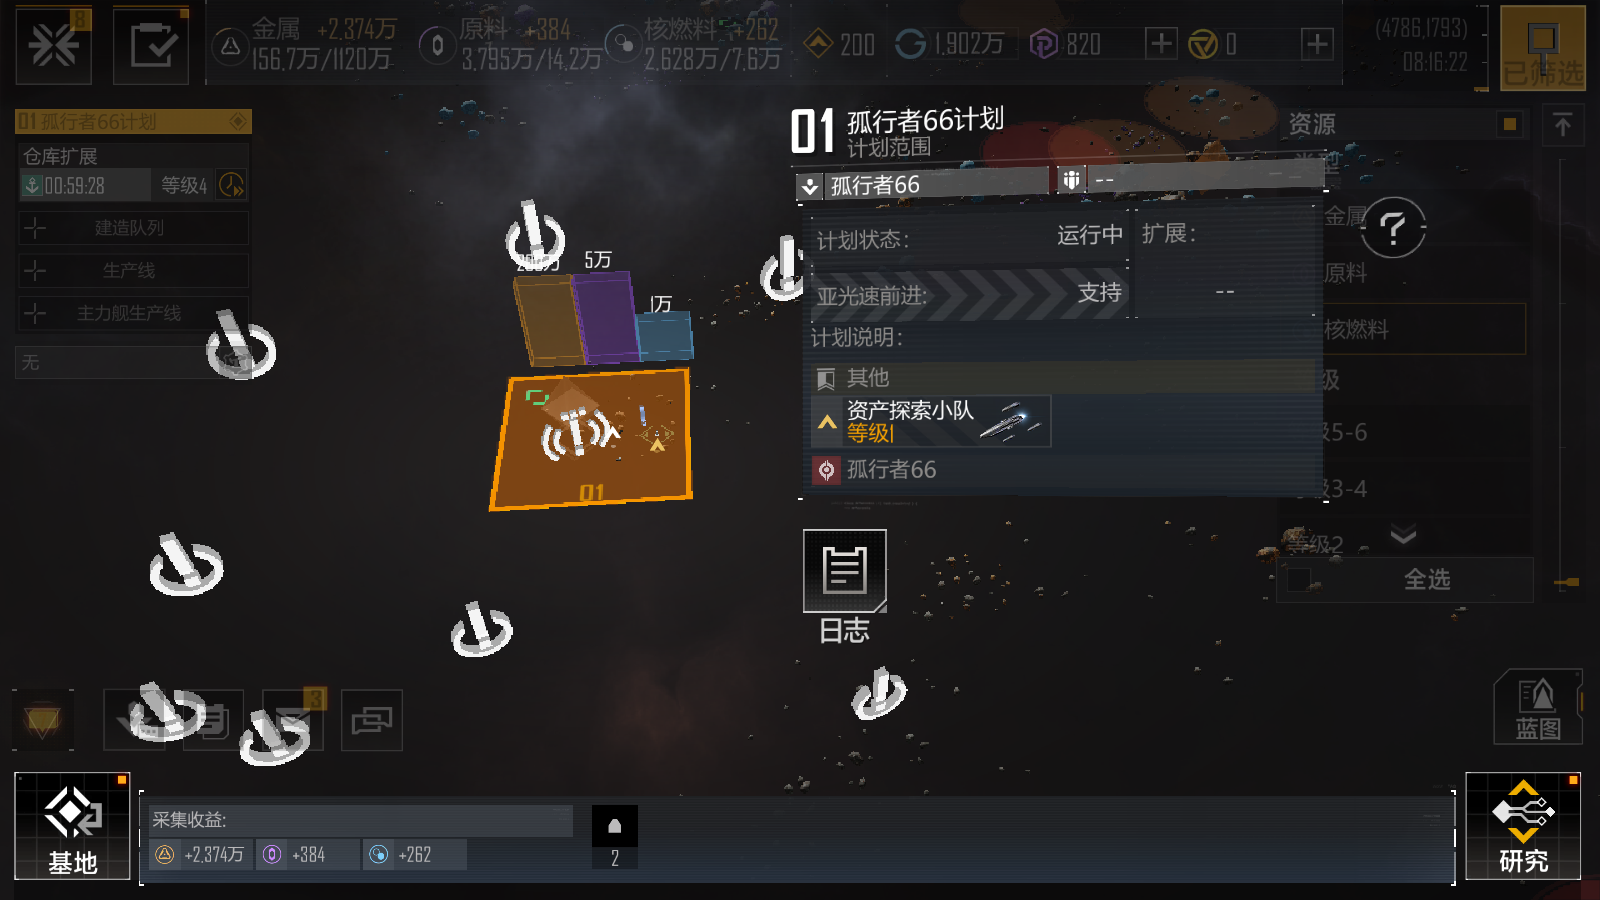 8
金属 +2,374万
156.7万/1120万
原料 +384
3.795万/14.2万
核燃料 +262
2.628万/7.6万
200
1.902万
820
0
(4786,1793)
08:16:22
已筛选
01 孤行者66计划
仓库扩展
00:59:28 等级4
建造队列
生产线
主力舰生产线
无
5万
1万
01
01 孤行者66计划
计划范围
孤行者66
--
计划状态:
运行中
扩展:
亚光速前进:
支持
--
计划说明:
其他
资产探索小队
等级1
孤行者66
日志
资源
类型
金属
原料
核燃料
级
级5-6
级3-4
等级2
全选
蓝图
3
基地
采集收益:
+2,374万
+384
+262
2
研究